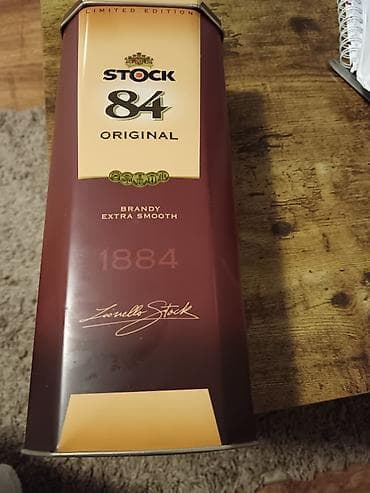 LIMITED EDITION
STOCK
84
ORIGINAL
BRANDY
EXTRA SMOOTH
1884
Lionello Stock